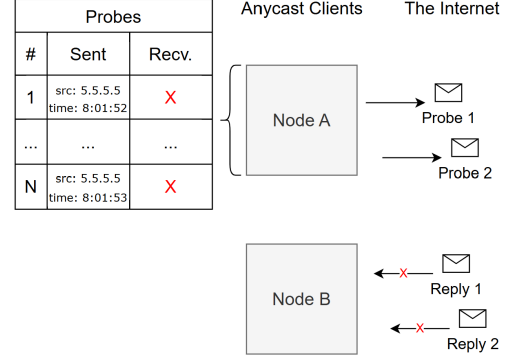 Probes
Anycast Clients
The Internet
# Sent Recv.
1 src: 5.5.5.5 X
time: 8:01:52
... ... ...
N src: 5.5.5.5 X
time: 8:01:53
Node A
Probe 1
Probe 2
Node B
X
Reply 1
X
Reply 2